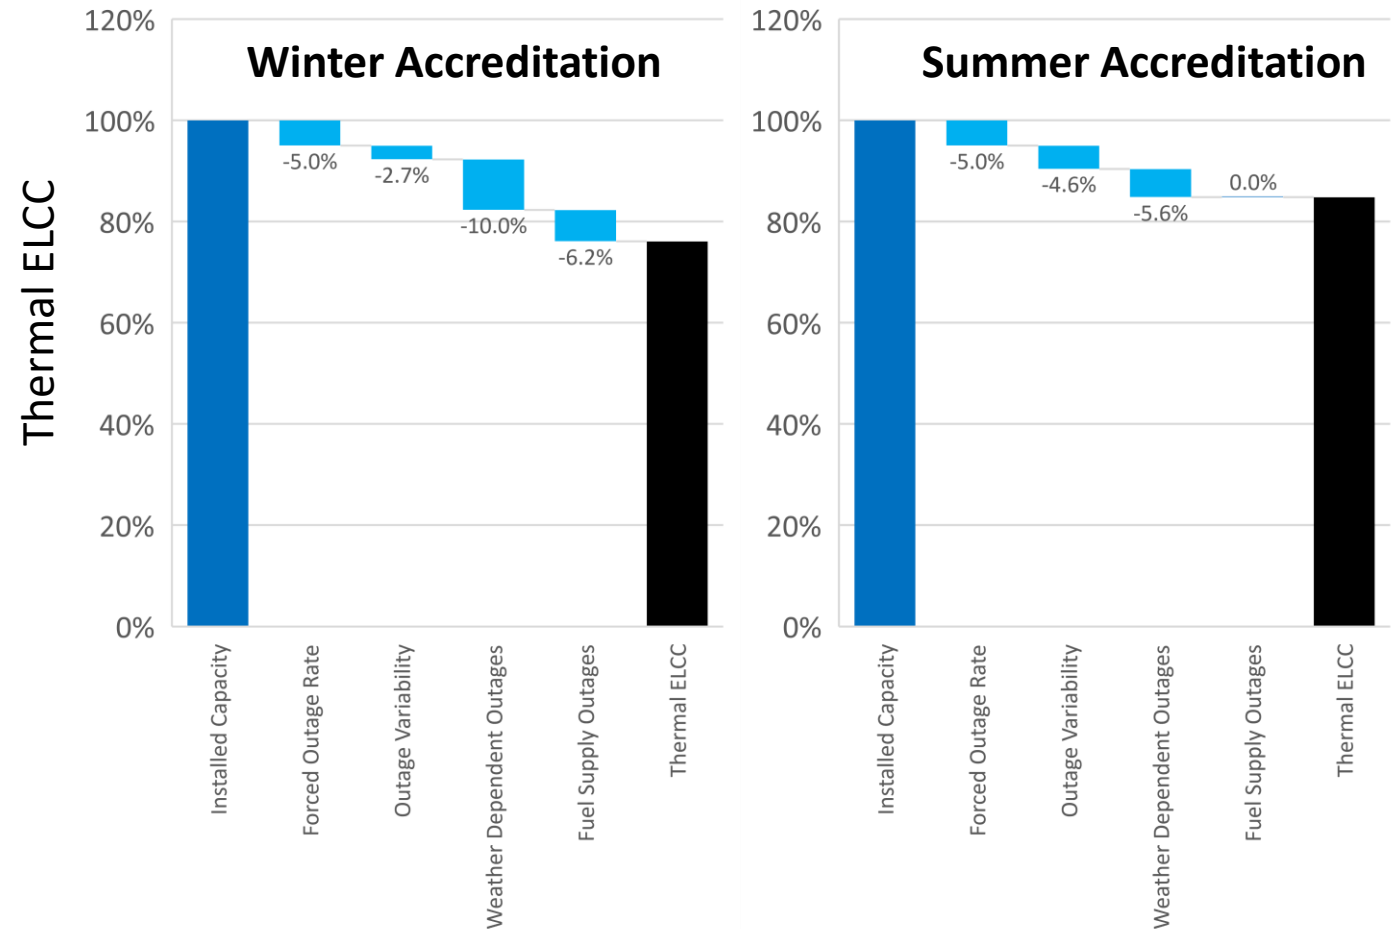 Thermal ELCC
Winter Accreditation
120%
100%
80%
60%
40%
20%
0%
-5.0%
-2.7%
-10.0%
-6.2%
Installed Capacity
Forced Outage Rate
Outage Variability
Weather Dependent Outages
Fuel Supply Outages
Thermal ELCC
Summer Accreditation
120%
100%
80%
60%
40%
20%
0%
-5.0%
-4.6%
-5.6%
0.0%
Installed Capacity
Forced Outage Rate
Outage Variability
Weather Dependent Outages
Fuel Supply Outages
Thermal ELCC